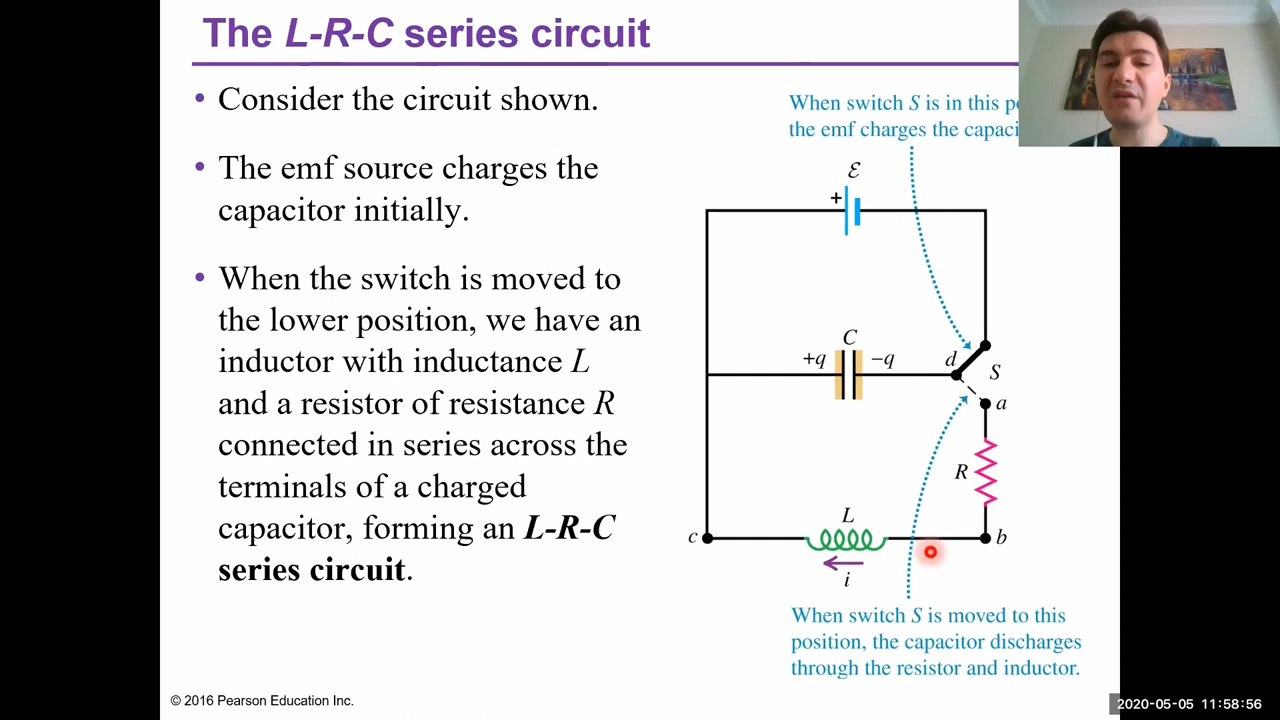 The L-R-C series circuit
• Consider the circuit shown.
• The emf source charges the
capacitor initially.
• When the switch is moved to
the lower position, we have an
inductor with inductance L
and a resistor of resistance R
connected in series across the
terminals of a charged
capacitor, forming an L-R-C
series circuit.
When switch S is in this
the emf charges the
ℰ
+
C
+q
−q
d
S
a
R
L
c
b
i
When switch S is moved to this
position, the capacitor discharges
through the resistor and inductor.
© 2016 Pearson Education Inc.
2020-05-05 11:58:56